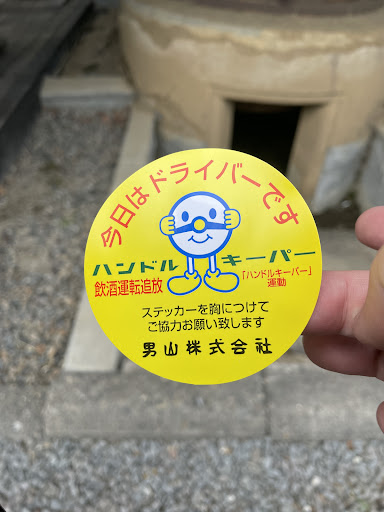 今日はドライバーです
ハンドルキーパー
飲酒運転追放
「ハンドルキーパー」
運動
ステッカーを胸につけて
ご協力お願い致します
男山株式会社